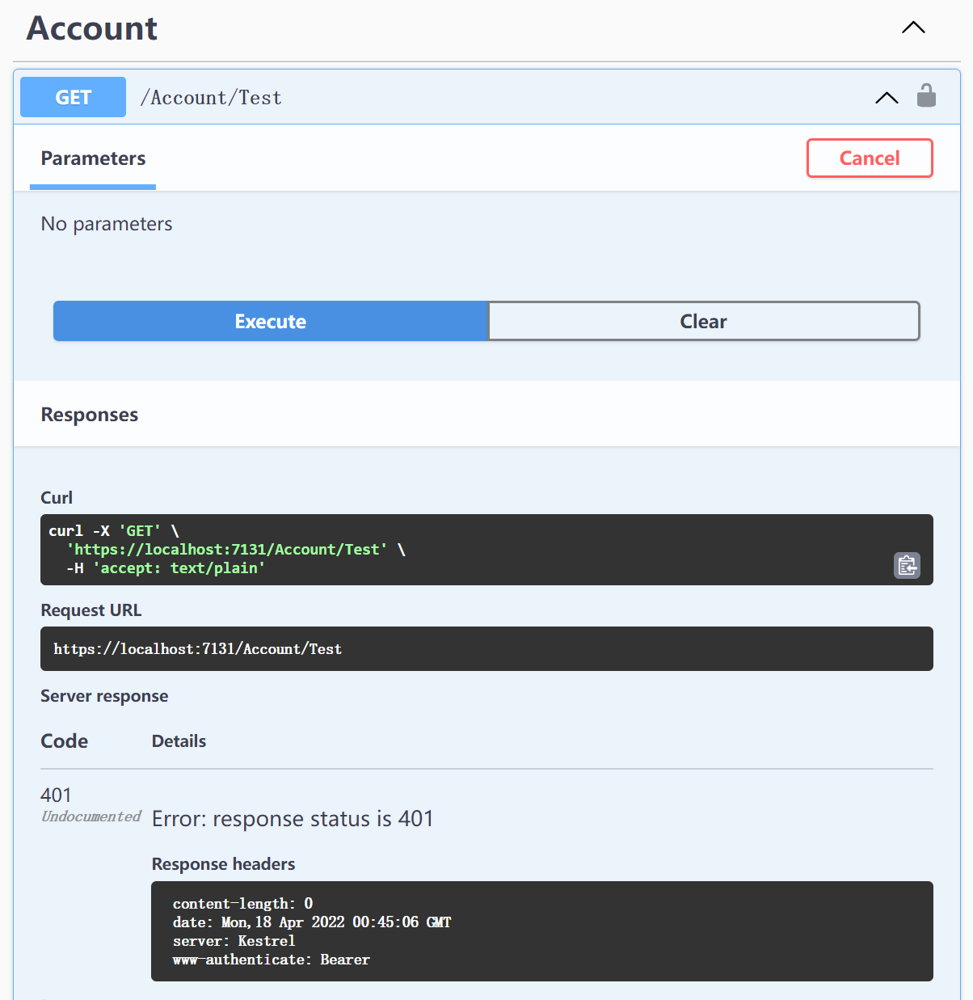 Account
GET /Account/Test
Parameters Cancel
No parameters
Execute Clear
Responses
Curl
curl -X 'GET' \
'https://localhost:7131/Account/Test' \
-H 'accept: text/plain'
Request URL
https://localhost:7131/Account/Test
Server response
Code Details
401
Undocumented Error: response status is 401
Response headers
content-length: 0
date: Mon,18 Apr 2022 00:45:06 GMT
server: Kestrel
www-authenticate: Bearer